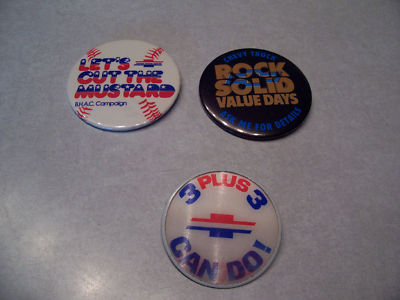 LET'S
CUT THE
MUSTARD
B.H.A.C. Campaign
CHEVY TRUCK
ROCK
SOLID
VALUE DAYS
ASK ME FOR DETAILS
3 PLUS 3
CAN DO!